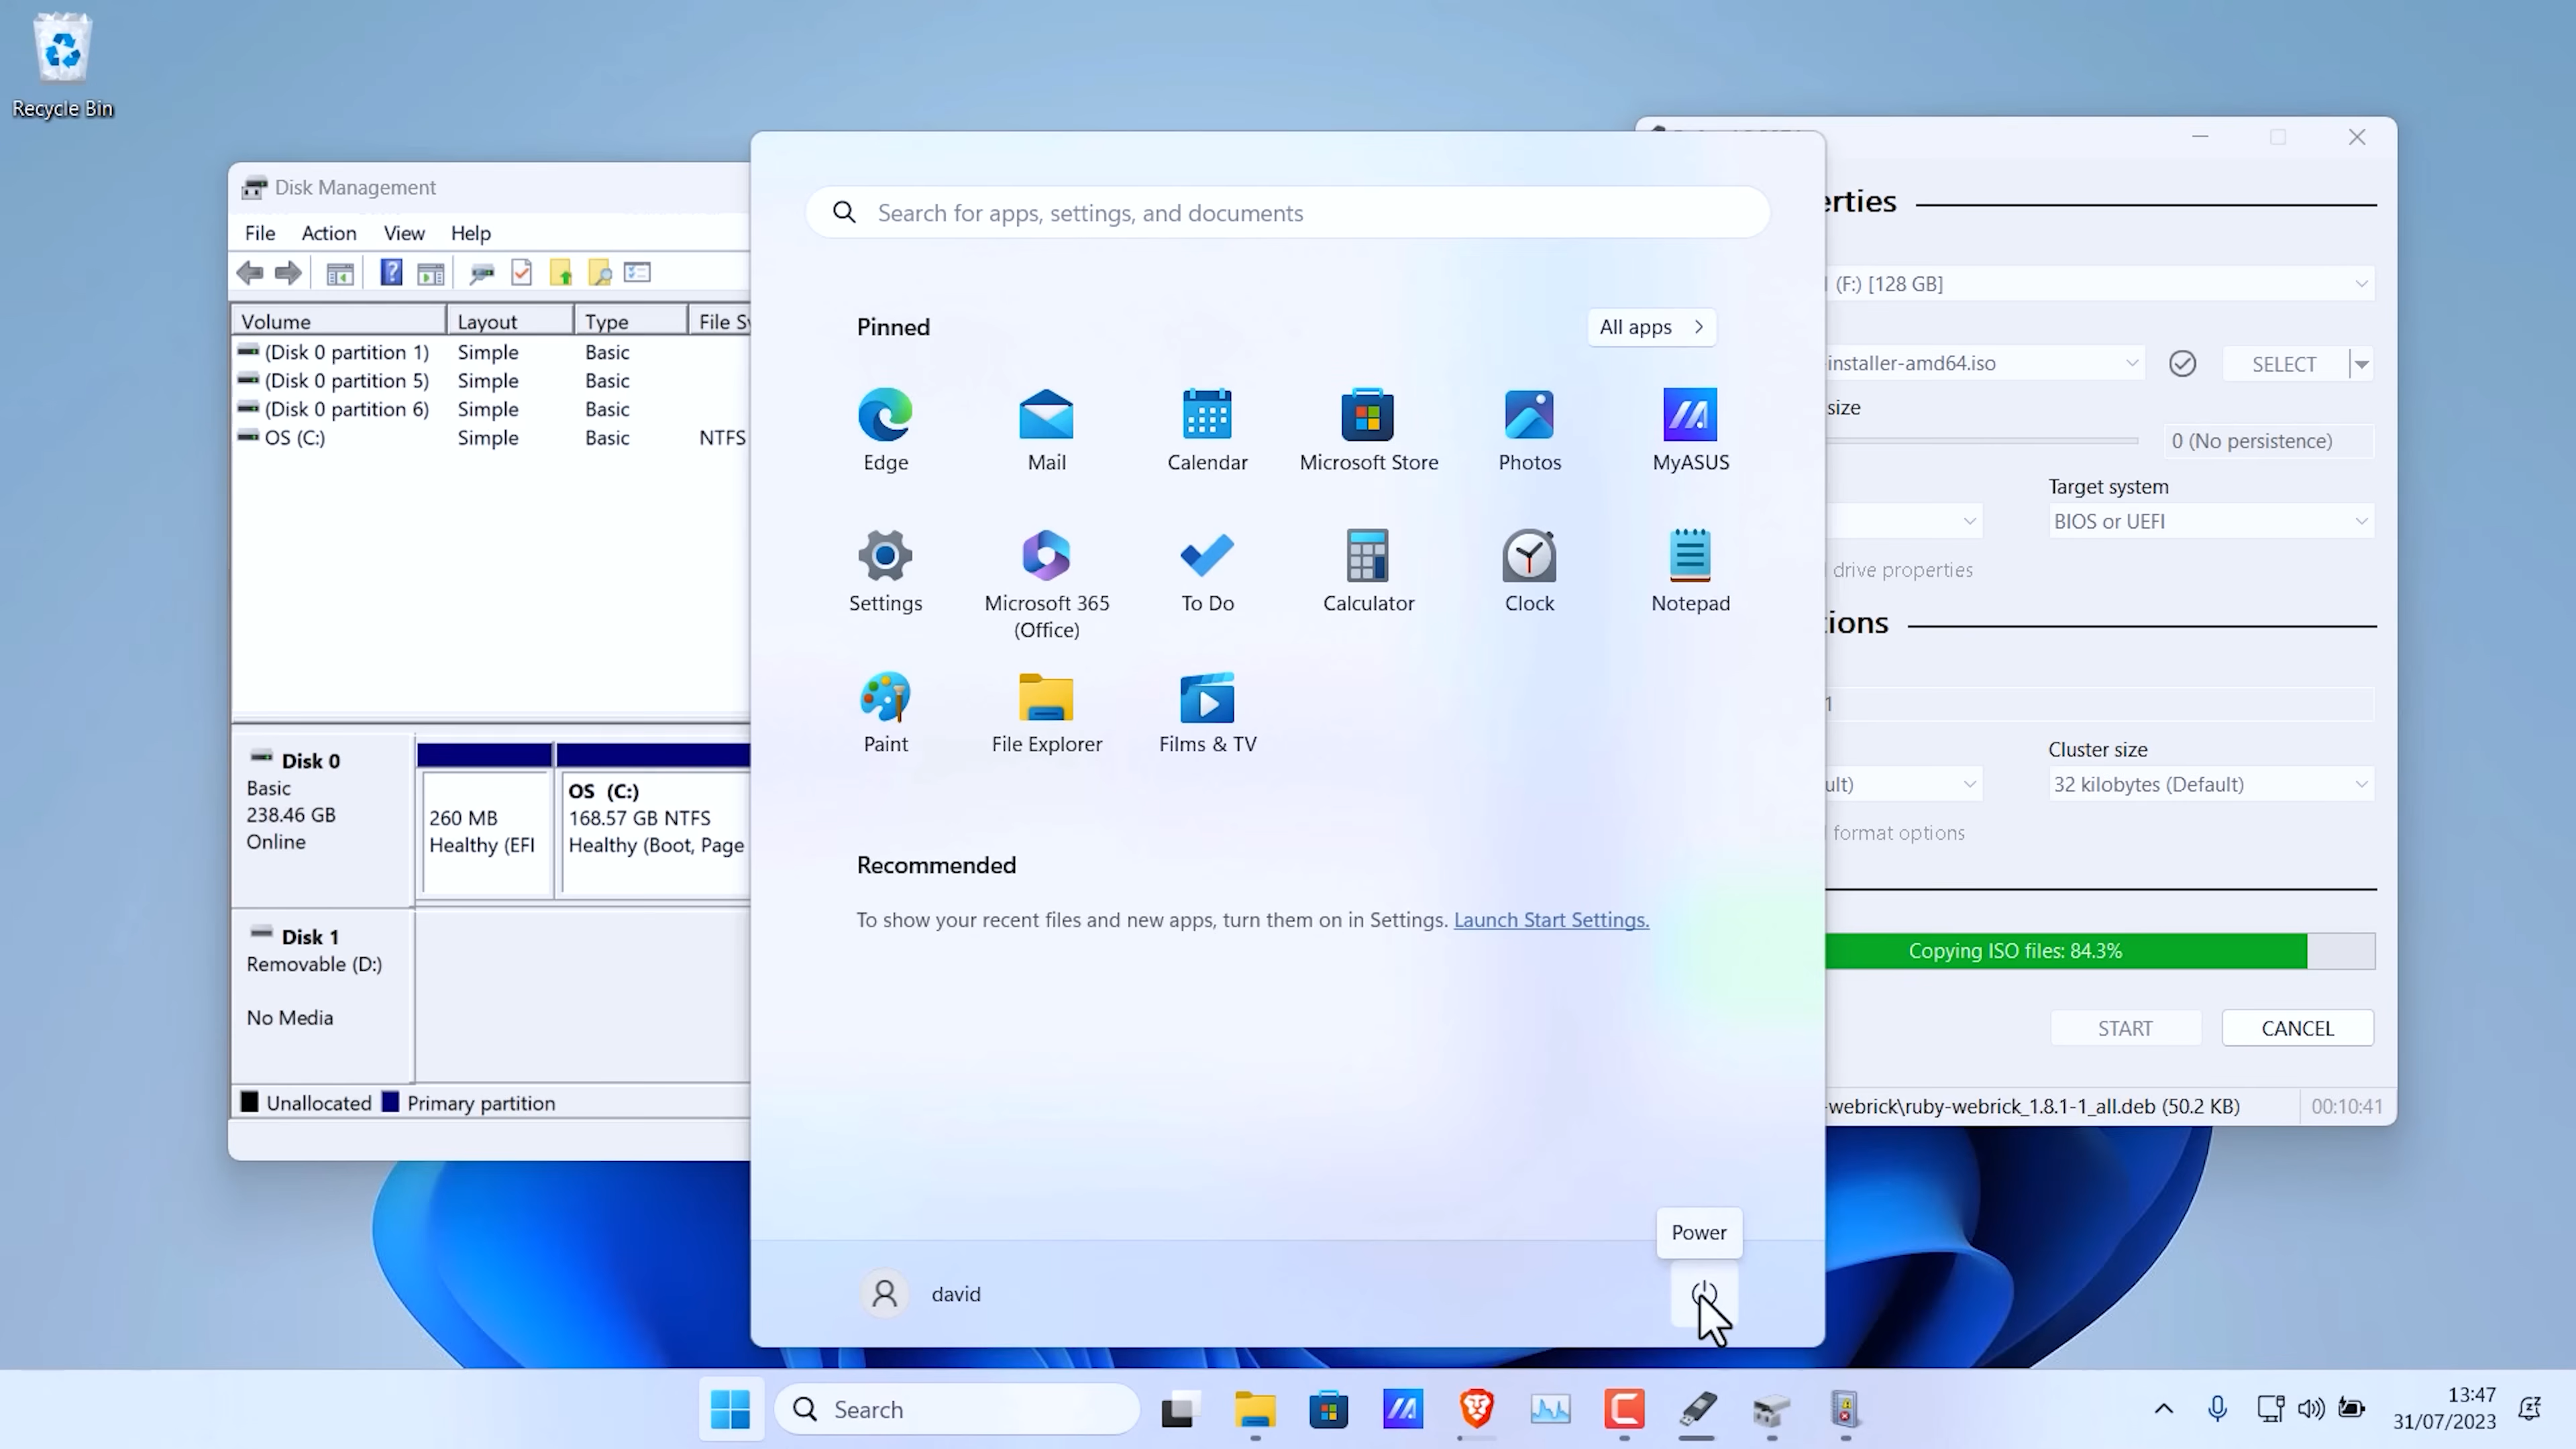 Recycle Bin
Disk Management
File Action View Help
Volume Layout Type File Sy
(Disk 0 partition 1) Simple Basic
(Disk 0 partition 5) Simple Basic
(Disk 0 partition 6) Simple Basic
OS (C:) Simple Basic NTFS
Disk 0
Basic
238.46 GB
Online
260 MB
Healthy (EFI
OS (C:)
168.57 GB NTFS
Healthy (Boot, Page
Disk 1
Removable (D:)
No Media
Unallocated Primary partition
Search for apps, settings, and documents
Pinned
All apps
Edge Mail Calendar Microsoft Store Photos MyASUS
Settings Microsoft 365 To Do Calculator Clock Notepad
(Office)
Paint File Explorer Films & TV
Recommended
To show your recent files and new apps, turn them on in Settings. Launch Start Settings.
Power
david
erties
(F:) [128 GB]
-installer-amd64.iso
SELECT
size
0 (No persistence)
Target system
BIOS or UEFI
drive properties
tions
1
Cluster size
ult)
32 kilobytes (Default)
format options
Copying ISO files: 84.3%
START CANCEL
-webrick\ruby-webrick_1.8.1-1_all.deb (50.2 KB) 00:10:41
Search
13:47
31/07/2023